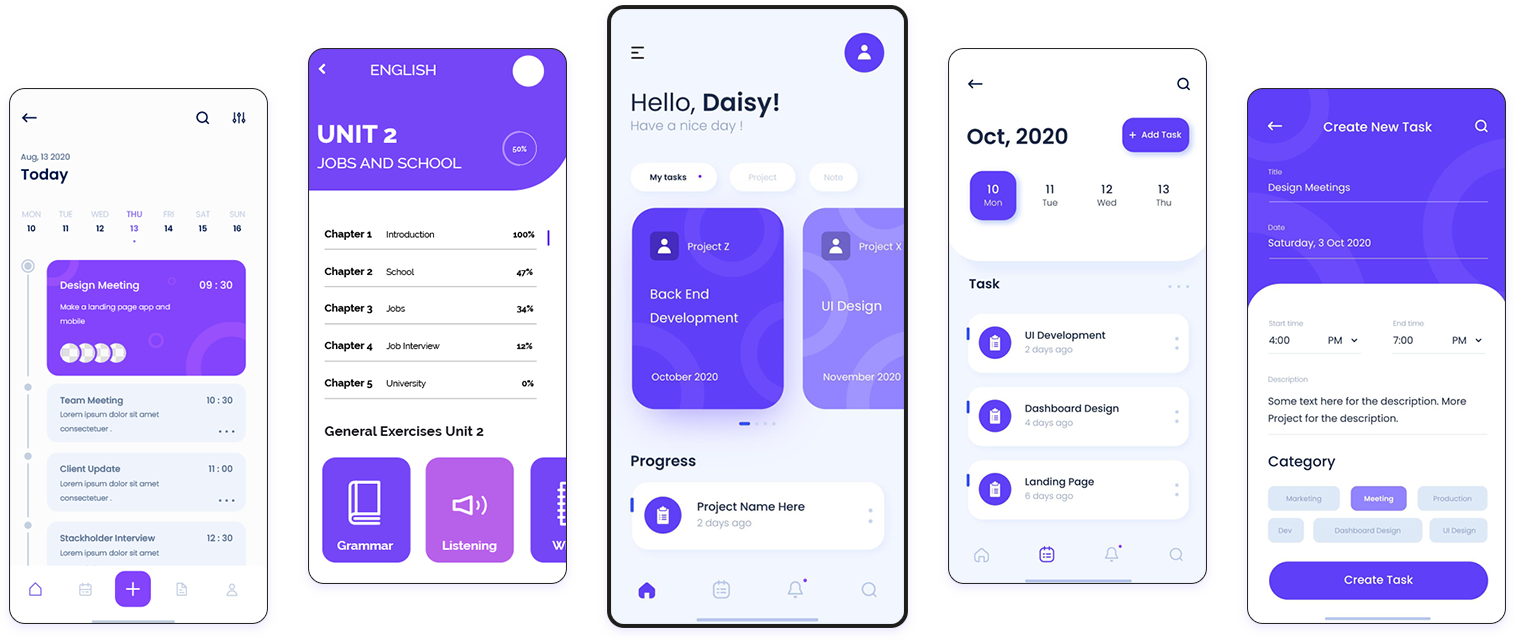 Aug, 13 2020
Today
MON TUE WED THU FRI SAT SUN
10 11 12 13 14 15 16
Design Meeting 09 : 30
Make a landing page app and
mobile
Team Meeting 10 : 30
Lorem ipsum dolor sit amet
consectetuer .
Client Update 11 : 00
Lorem ipsum dolor sit amet
consectetuer .
Stackholder Interview 12 : 30
Lorem ipsum dolor sit amet
ENGLISH
UNIT 2
JOBS AND SCHOOL
50%
Chapter 1 Introduction 100%
Chapter 2 School 47%
Chapter 3 Jobs 34%
Chapter 4 Job Interview 12%
Chapter 5 University 0%
General Exercises Unit 2
Grammar Listening W
Hello, Daisy!
Have a nice day !
My tasks Project Note
Project Z
Back End
Development
October 2020
Project X
UI Design
November 2020
Progress
Project Name Here
2 days ago
Oct, 2020
+ Add Task
10 11 12 13
Mon Tue Wed Thu
Task
UI Development
2 days ago
Dashboard Design
4 days ago
Landing Page
6 days ago
Create New Task
Title
Design Meetings
Date
Saturday, 3 Oct 2020
Start time End time
4:00 PM 7:00 PM
Description
Some text here for the description. More
Project for the description.
Category
Marketing Meeting Production
Dev Dashboard Design UI Design
Create Task